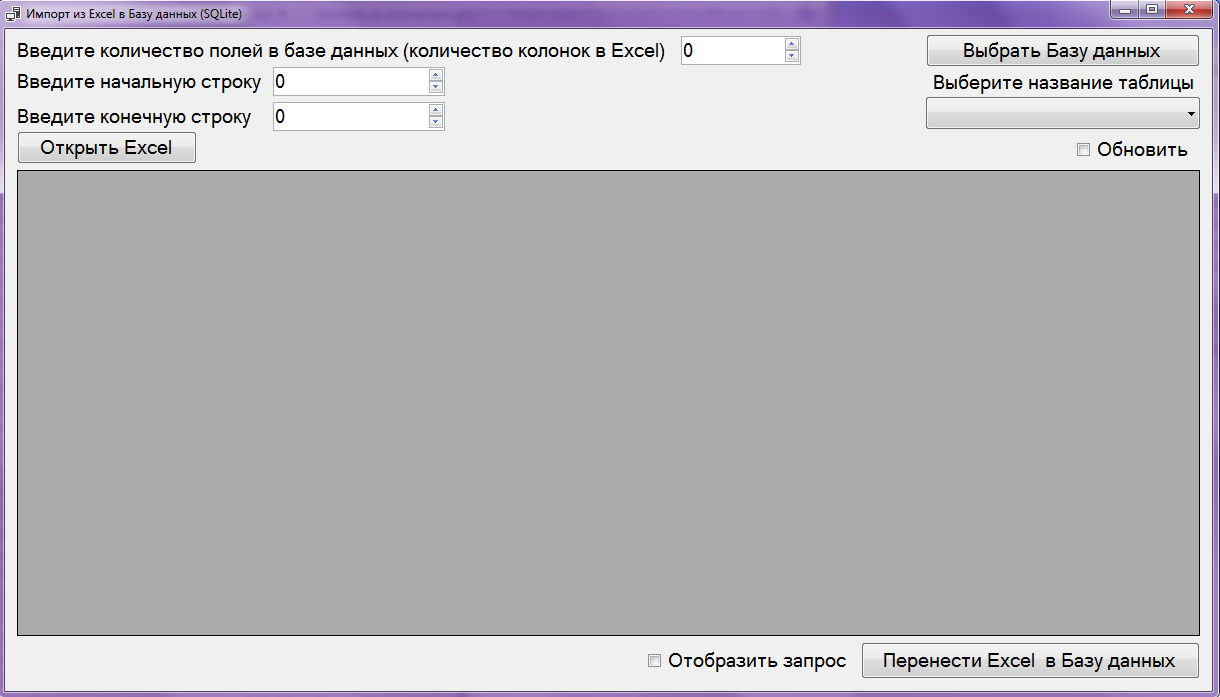 Импорт из Excel в Базу данных (SQLite)
Введите количество полей в базе данных (количество колонок в Excel) 0
Выбрать Базу данных
Введите начальную строку 0
Выберите название таблицы
Введите конечную строку 0
Открыть Excel
Обновить
Отобразить запрос
Перенести Excel в Базу данных